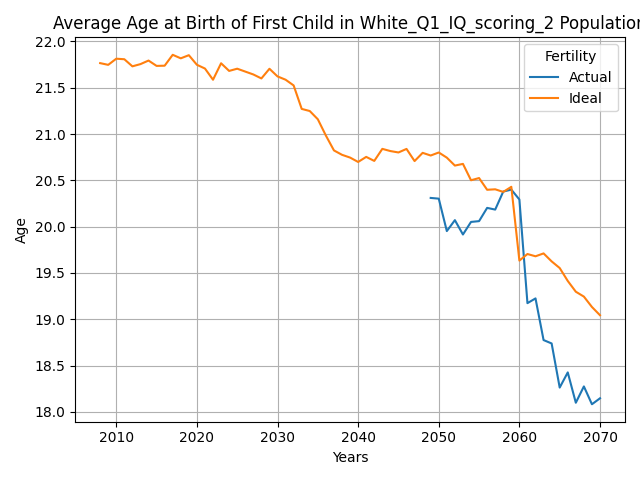 Average Age at Birth of First Child in White_Q1_IQ_scoring_2 Population
22.0
21.5
21.0
20.5
20.0
19.5
19.0
18.5
18.0
Age
Fertility
Actual
Ideal
2010 2020 2030 2040 2050 2060 2070
Years